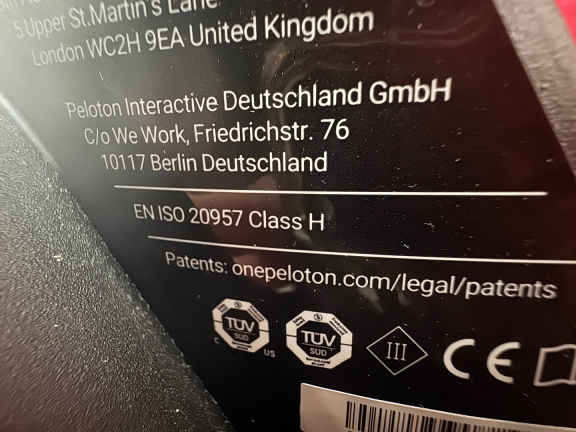 5 Upper St.Martin's Lane
London WC2H 9EA United Kingdom
Peloton Interactive Deutschland GmbH
C/o We Work, Friedrichstr. 76
10117 Berlin Deutschland
EN ISO 20957 Class H
Patents: onepeloton.com/legal/patents
TÜV SÜD C US
TÜV SÜD
III
CE